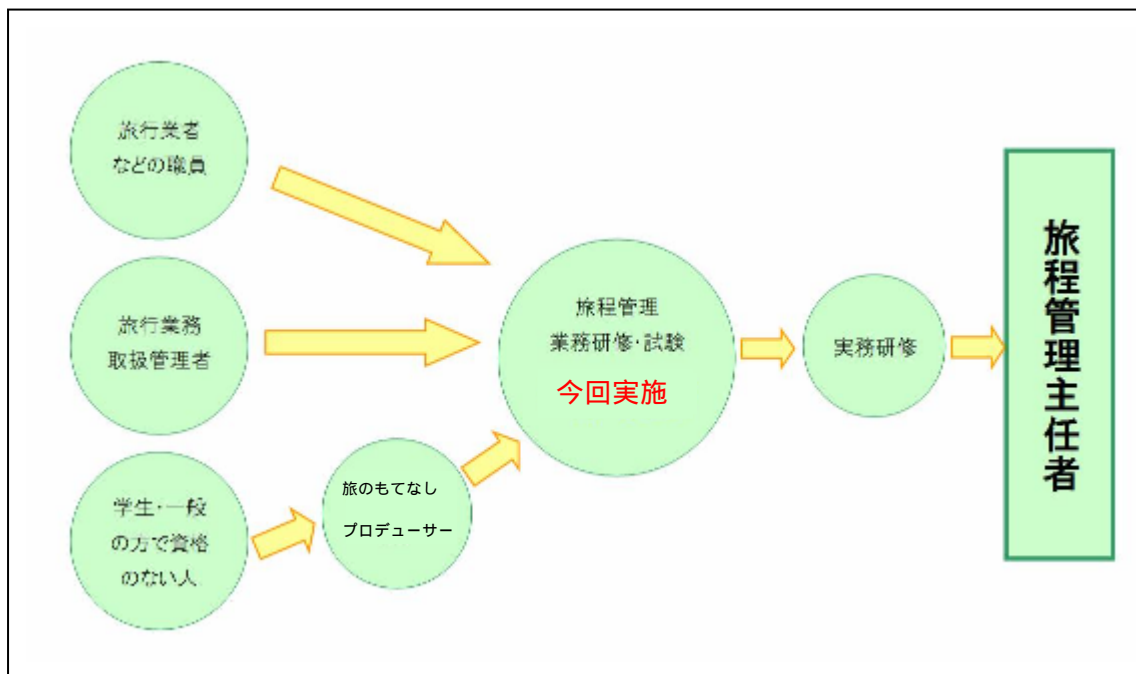 旅行業者
などの職員
旅行業務
取扱管理者
学生・一般
の方で資格
のない人
旅のもてなし
プロデューサー
旅程管理
業務研修・試験
今回実施
実務研修
旅程管理主任者